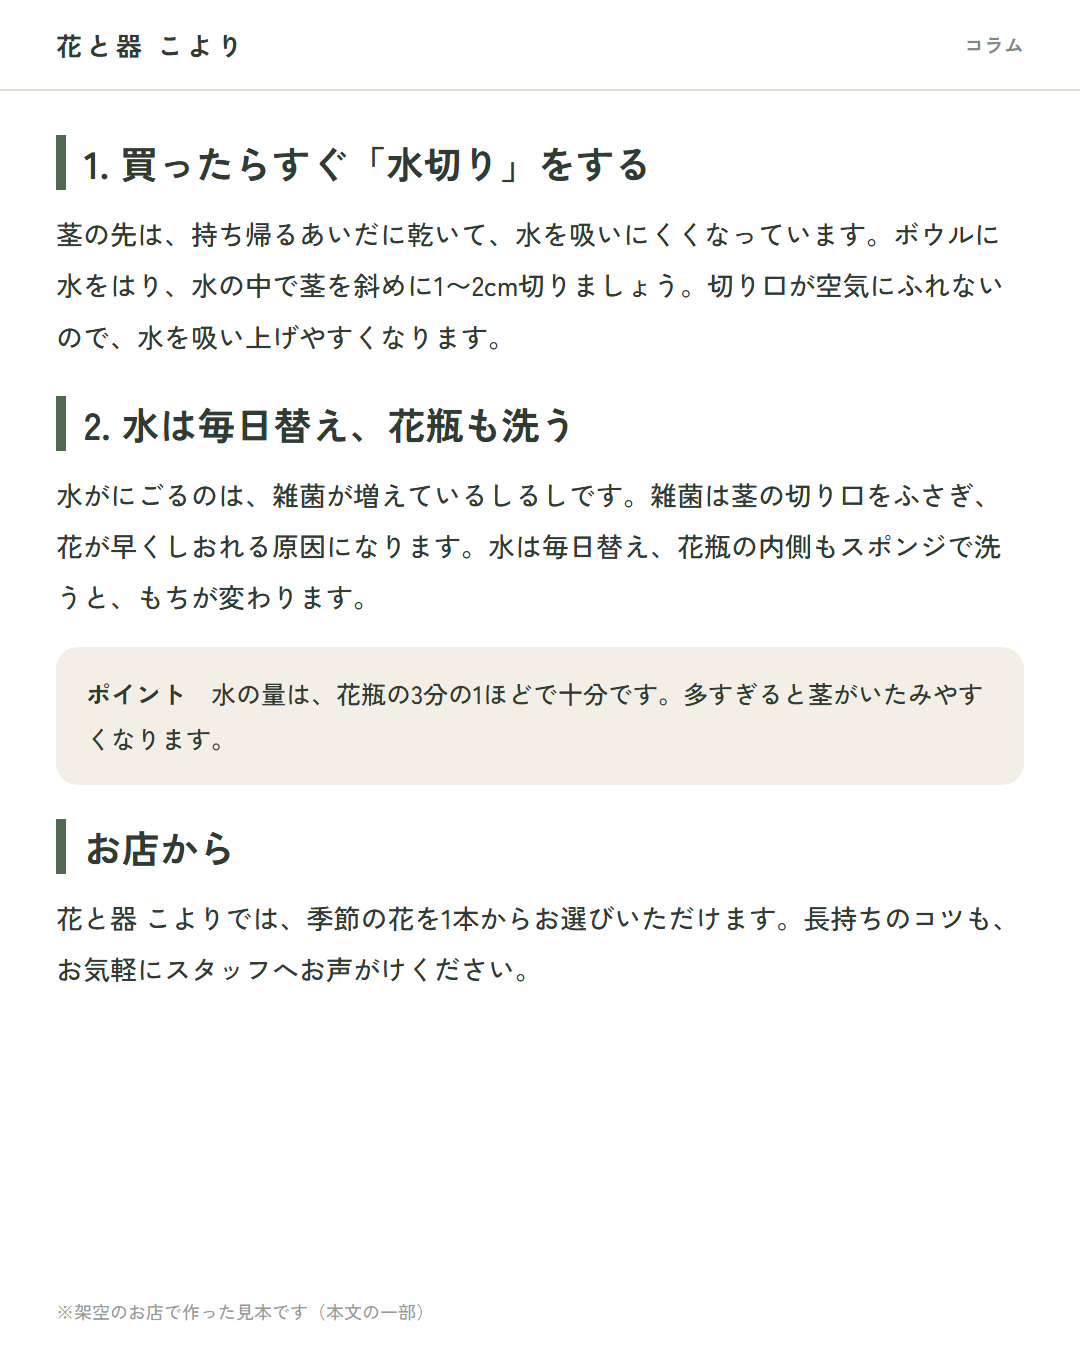 花と器 こより
コラム
1. 買ったらすぐ「水切り」をする
茎の先は、持ち帰るあいだに乾いて、水を吸いにくくなっています。ボウルに
水をはり、水の中で茎を斜めに1〜2cm切りましょう。切り口が空気にふれない
ので、水を吸い上げやすくなります。
2. 水は毎日替え、花瓶も洗う
水がにごるのは、雑菌が増えているしるしです。雑菌は茎の切り口をふさぎ、
花が早くしおれる原因になります。水は毎日替え、花瓶の内側もスポンジで洗
うと、もちが変わります。
ポイント　水の量は、花瓶の3分の1ほどで十分です。多すぎると茎がいたみやす
くなります。
お店から
花と器 こよりでは、季節の花を1本からお選びいただけます。長持ちのコツも、
お気軽にスタッフへお声がけください。
※架空のお店で作った見本です（本文の一部）